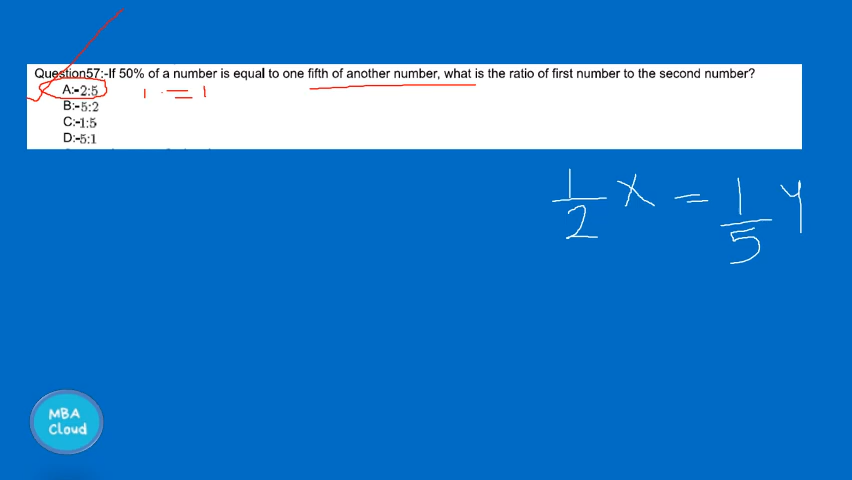 Question57:-If 50% of a number is equal to one fifth of another number, what is the ratio of first number to the second number?
A:-2:5
1 = 1
B:-5:2
C:-1:5
D:-5:1
1/2 x = 1/5 y
MBA
Cloud